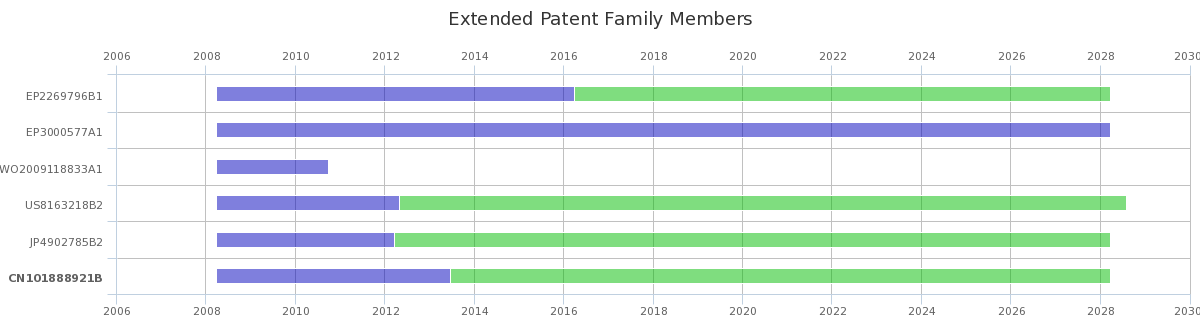 Extended Patent Family Members
2006 2008 2010 2012 2014 2016 2018 2020 2022 2024 2026 2028 2030
EP2269796B1
EP3000577A1
WO2009118833A1
US8163218B2
JP4902785B2
CN101888921B
2006 2008 2010 2012 2014 2016 2018 2020 2022 2024 2026 2028 2030